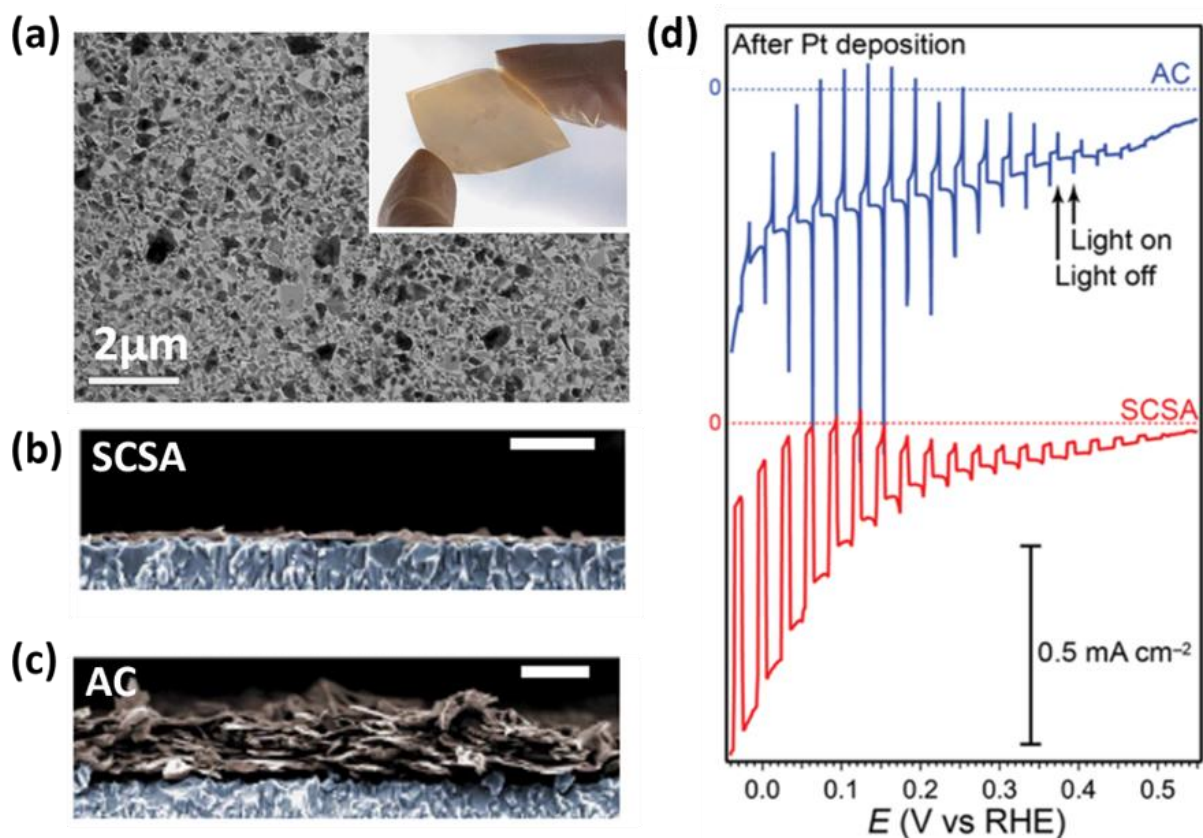 (a)
2μm
(b)
SCSA
(c)
AC
(d)
After Pt deposition
0
AC
Light on
Light off
0
SCSA
0.5 mA cm⁻²
0.0 0.1 0.2 0.3 0.4 0.5
E (V vs RHE)